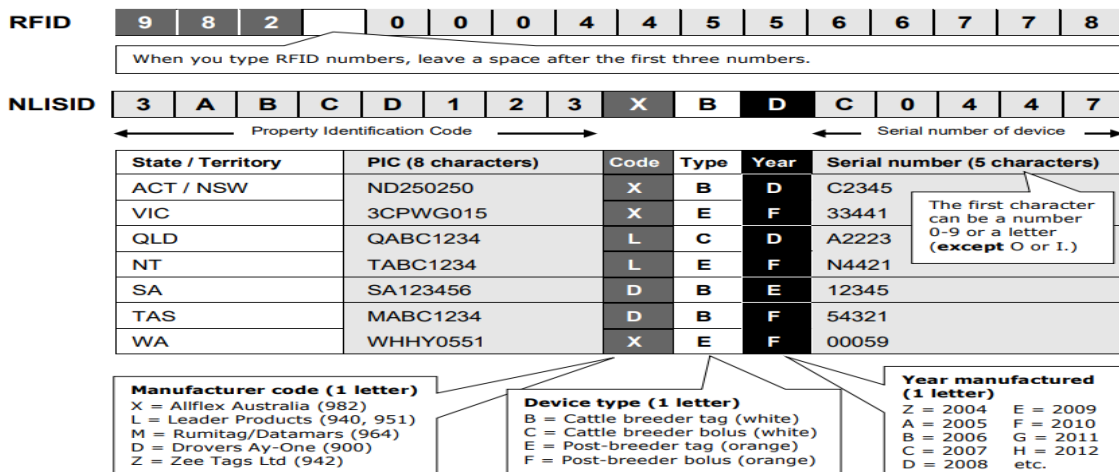 RFID 9 8 2 0 0 0 4 4 5 5 6 6 7 7 8
When you type RFID numbers, leave a space after the first three numbers.
NLISID 3 A B C D 1 2 3 X B D C 0 4 4 7
Property Identification Code Serial number of device
State / Territory PIC (8 characters) Code Type Year Serial number (5 characters)
ACT / NSW ND250250 X B D C2345
VIC 3CPWG015 X E F 33441
QLD QABC1234 L C D A2223
NT TABC1234 L E F N4421
SA SA123456 D B E 12345
TAS MABC1234 D B F 54321
WA WHHY0551 X E F 00059
The first character
can be a number
0-9 or a letter
(except O or I.)
Manufacturer code (1 letter)
X = Allflex Australia (982)
L = Leader Products (940, 951)
M = Rumitag/Datamars (964)
D = Drovers Ay-One (900)
Z = Zee Tags Ltd (942)
Device type (1 letter)
B = Cattle breeder tag (white)
C = Cattle breeder bolus (white)
E = Post-breeder tag (orange)
F = Post-breeder bolus (orange)
Year manufactured
(1 letter)
Z = 2004 E = 2009
A = 2005 F = 2010
B = 2006 G = 2011
C = 2007 H = 2012
D = 2008 etc.